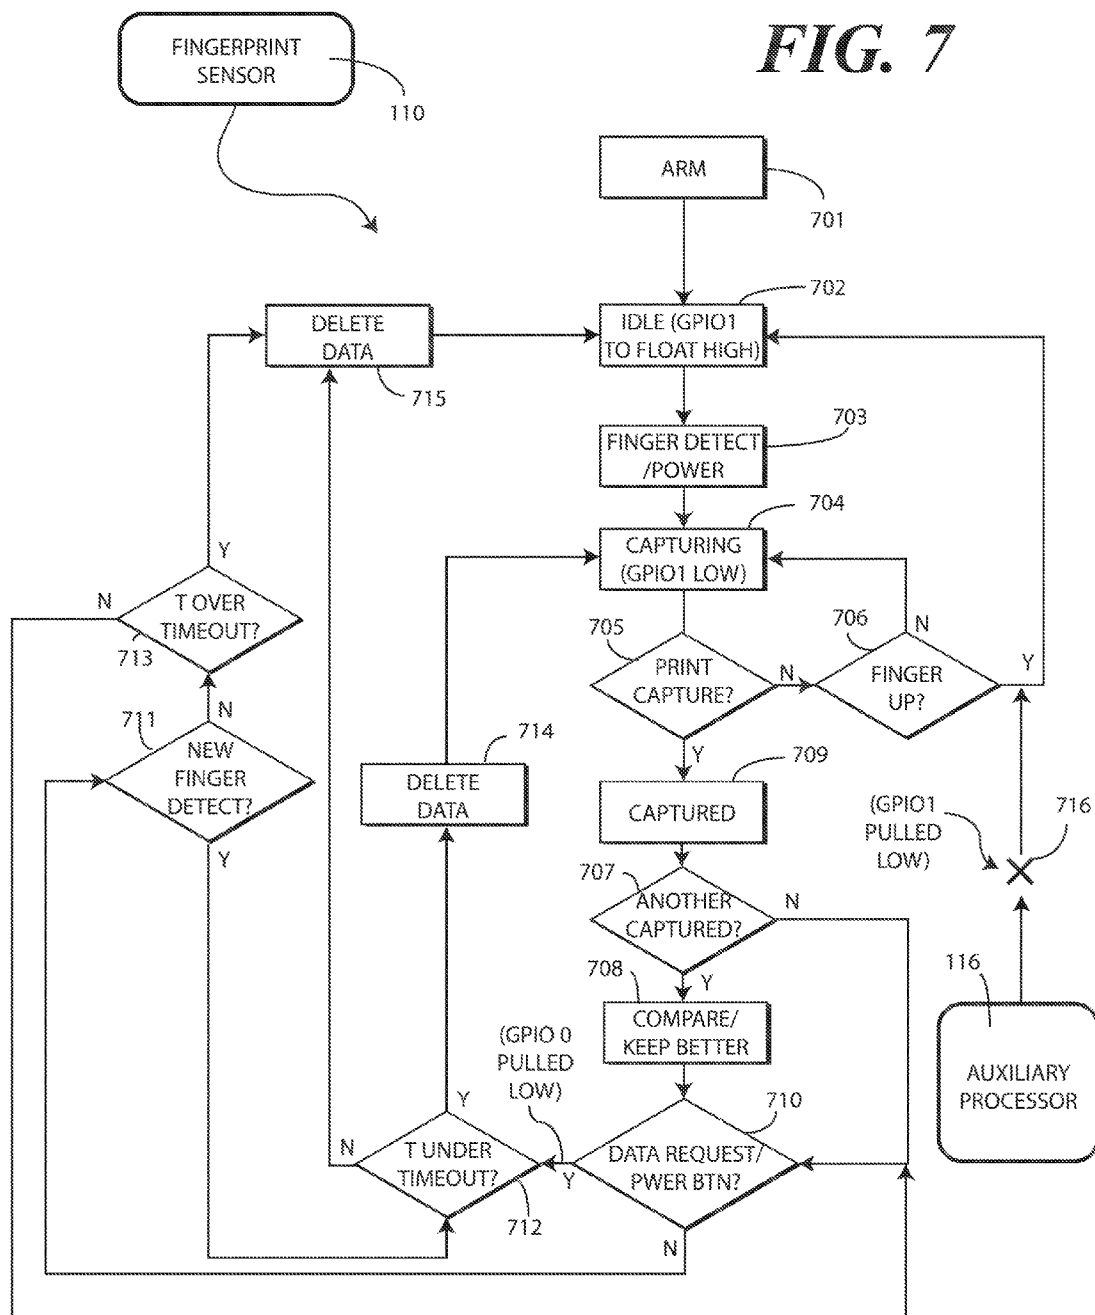 FIG. 7
FINGERPRINT
SENSOR
110
ARM
701
702
IDLE (GPIO1
TO FLOAT HIGH)
DELETE
DATA
715
703
FINGER DETECT
/POWER
704
CAPTURING
(GPIO1 LOW)
Y
N
T OVER
TIMEOUT?
713
705
PRINT
CAPTURE?
N
706
N
FINGER
UP?
Y
711
N
NEW
FINGER
DETECT?
Y
714
DELETE
DATA
Y
709
CAPTURED
(GPIO1
PULLED
LOW)
716
707
ANOTHER
CAPTURED?
N
Y
708
COMPARE/
KEEP BETTER
116
AUXILIARY
PROCESSOR
(GPIO 0
PULLED
LOW)
710
DATA REQUEST/
PWER BTN?
Y
N
Y
N
T UNDER
TIMEOUT?
712